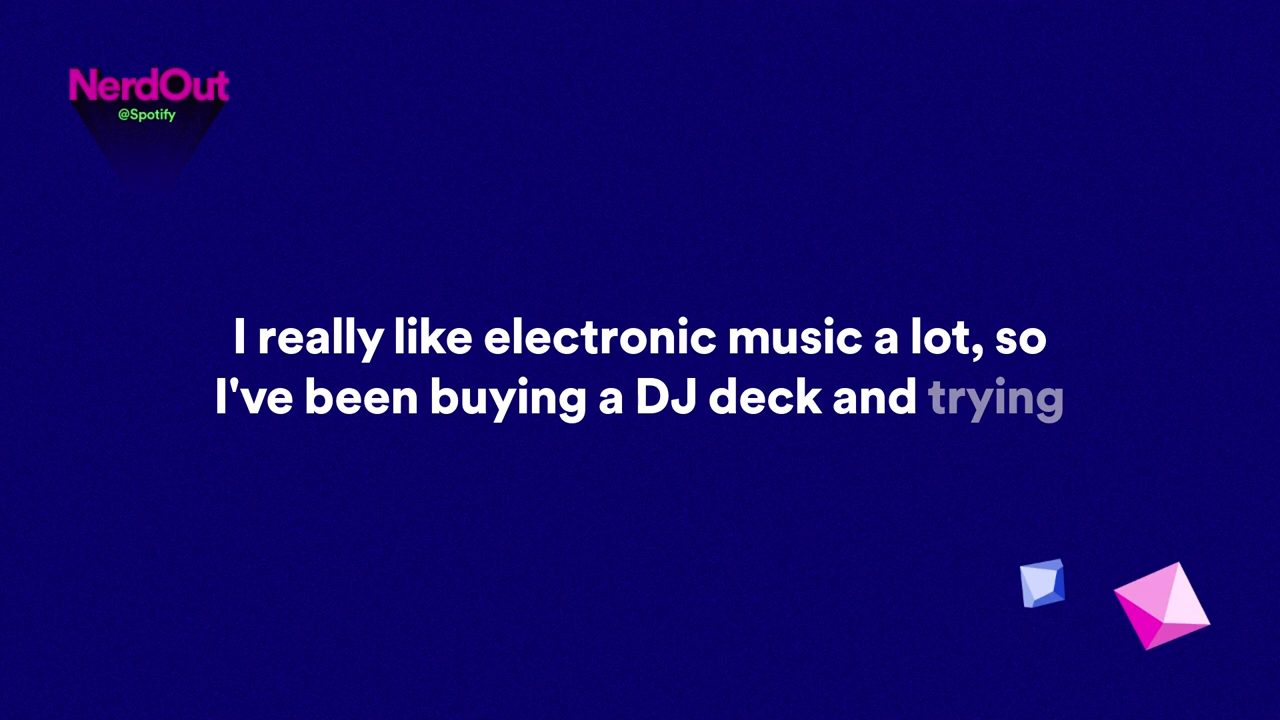 NerdOut
@Spotify
I really like electronic music a lot, so
I've been buying a DJ deck and trying